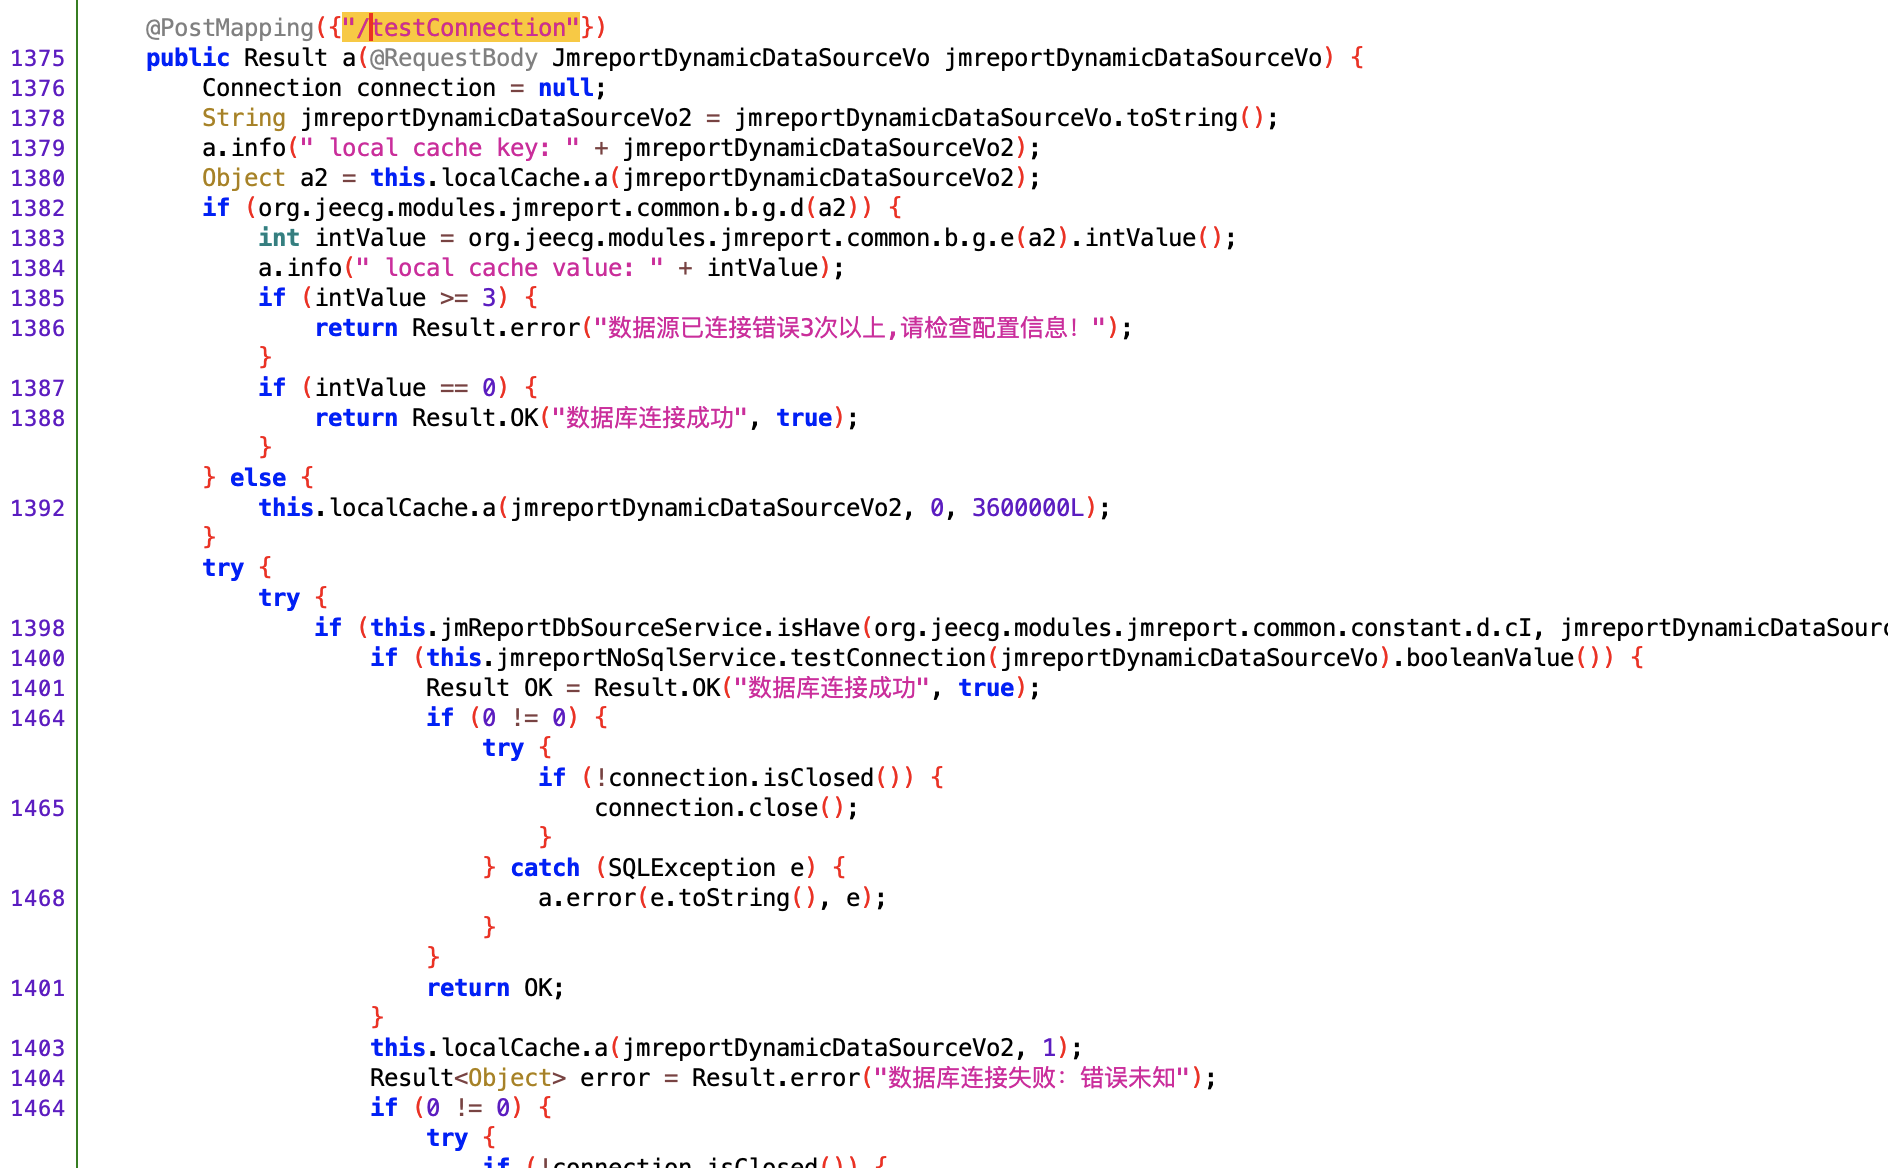 @PostMapping({"/testConnection"})
1375 public Result a(@RequestBody JmreportDynamicDataSourceVo jmreportDynamicDataSourceVo) {
1376 Connection connection = null;
1378 String jmreportDynamicDataSourceVo2 = jmreportDynamicDataSourceVo.toString();
1379 a.info(" local cache key: " + jmreportDynamicDataSourceVo2);
1380 Object a2 = this.localCache.a(jmreportDynamicDataSourceVo2);
1382 if (org.jeecg.modules.jmreport.common.b.g.d(a2)) {
1383 int intValue = org.jeecg.modules.jmreport.common.b.g.e(a2).intValue();
1384 a.info(" local cache value: " + intValue);
1385 if (intValue >= 3) {
1386 return Result.error("数据源已连接错误3次以上,请检查配置信息！");
}
1387 if (intValue == 0) {
1388 return Result.OK("数据库连接成功", true);
}
} else {
1392 this.localCache.a(jmreportDynamicDataSourceVo2, 0, 3600000L);
}
try {
try {
1398 if (this.jmReportDbSourceService.isHave(org.jeecg.modules.jmreport.common.constant.d.cI, jmreportDynamicDataSourc
1400 if (this.jmreportNoSqlService.testConnection(jmreportDynamicDataSourceVo).booleanValue()) {
1401 Result OK = Result.OK("数据库连接成功", true);
1464 if (0 != 0) {
try {
if (!connection.isClosed()) {
1465 connection.close();
}
} catch (SQLException e) {
1468 a.error(e.toString(), e);
}
}
1401 return OK;
}
1403 this.localCache.a(jmreportDynamicDataSourceVo2, 1);
1404 Result<Object> error = Result.error("数据库连接失败：错误未知");
1464 if (0 != 0) {
try {
if (!connection.isClosed()) {